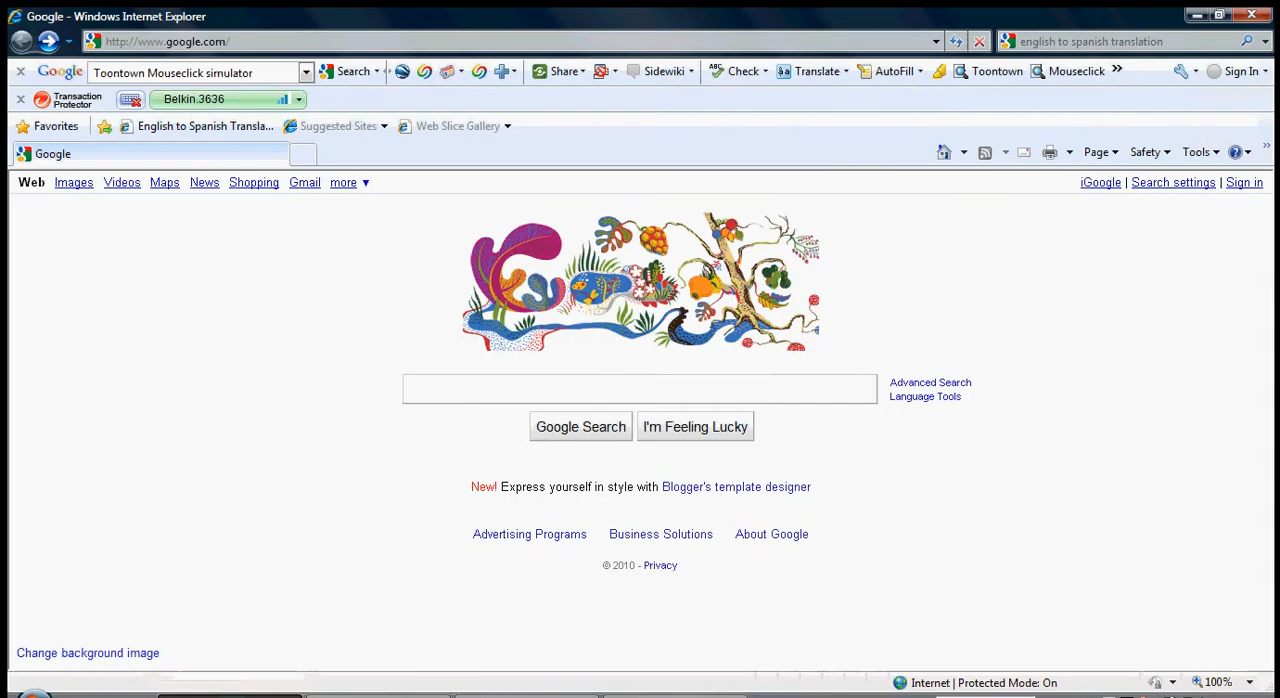 Google - Windows Internet Explorer
http://www.google.com/
english to spanish translation
Google Toontown Mouseclick simulator Search Share Sidewiki Check Translate AutoFill Toontown Mouseclick Sign In
Transaction Protector Belkin.3636
Favorites English to Spanish Transla... Suggested Sites Web Slice Gallery
Google Page Safety Tools
Web Images Videos Maps News Shopping Gmail more iGoogle | Search settings | Sign in
Advanced Search
Language Tools
Google Search I'm Feeling Lucky
New! Express yourself in style with Blogger's template designer
Advertising Programs Business Solutions About Google
© 2010 - Privacy
Change background image
Internet | Protected Mode: On 100%